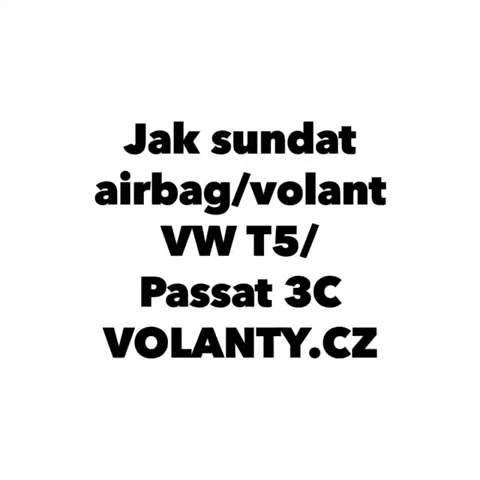 Jak sundat
airbag/volant
VW T5/
Passat 3C
VOLANTY.CZ